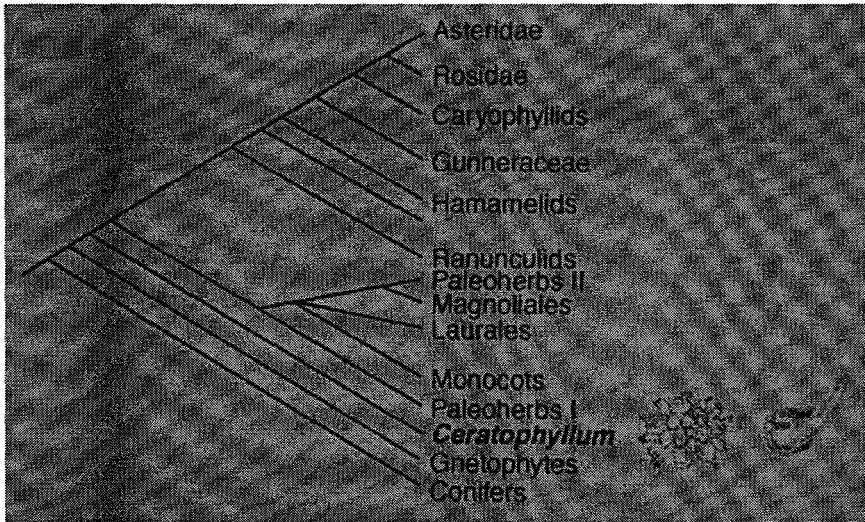 Asteridae
Rosidae
Caryophyllids
Gunneraceae
Hamamelids
Ranunculids
Paleoherbs II
Magnoliales
Laurales
Monocots
Paleoherbs I
Ceratophyllum
Gnetophytes
Conifers